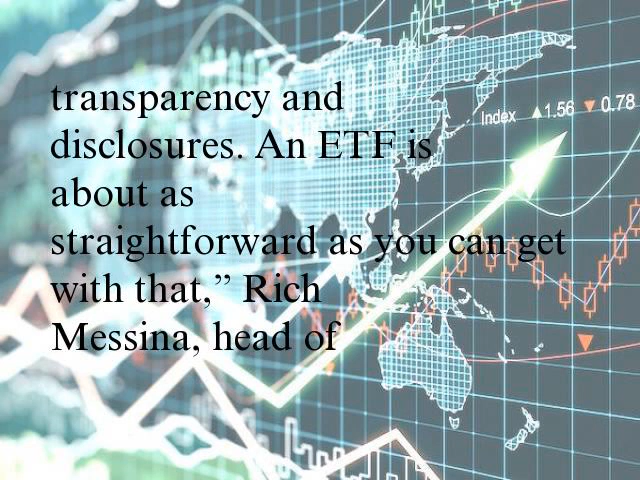 transparency and
disclosures. An ETF is
about as
straightforward as you can get
with that,” Rich
Messina, head of
Index ▲1.56 ▼ 0.78